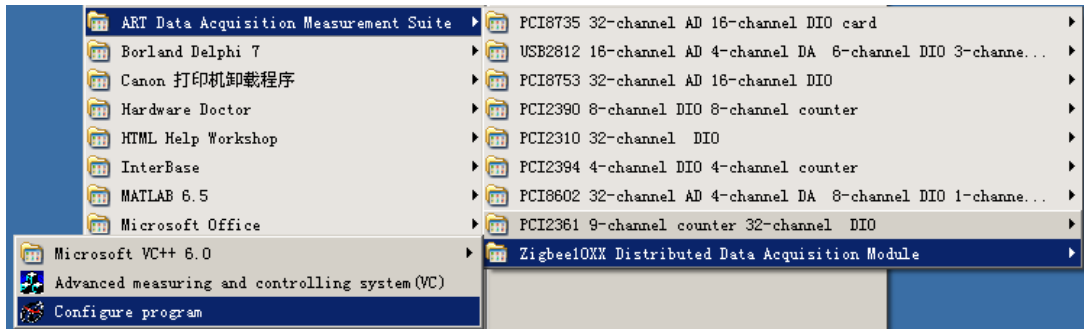 ART Data Acquisition Measurement Suite
Borland Delphi 7
Canon 打印机卸载程序
Hardware Doctor
HTML Help Workshop
InterBase
MATLAB 6.5
Microsoft Office
PCI8735 32-channel AD 16-channel DIO card
USB2812 16-channel AD 4-channel DA 6-channel DIO 3-channe...
PCI8753 32-channel AD 16-channel DIO
PCI2390 8-channel DIO 8-channel counter
PCI2310 32-channel DIO
PCI2394 4-channel DIO 4-channel counter
PCI8602 32-channel AD 4-channel DA 8-channel DIO 1-channe...
PCI2361 9-channel counter 32-channel DIO
Zigbee10XX Distributed Data Acquisition Module
Microsoft VC++ 6.0
Advanced measuring and controlling system(VC)
Configure program